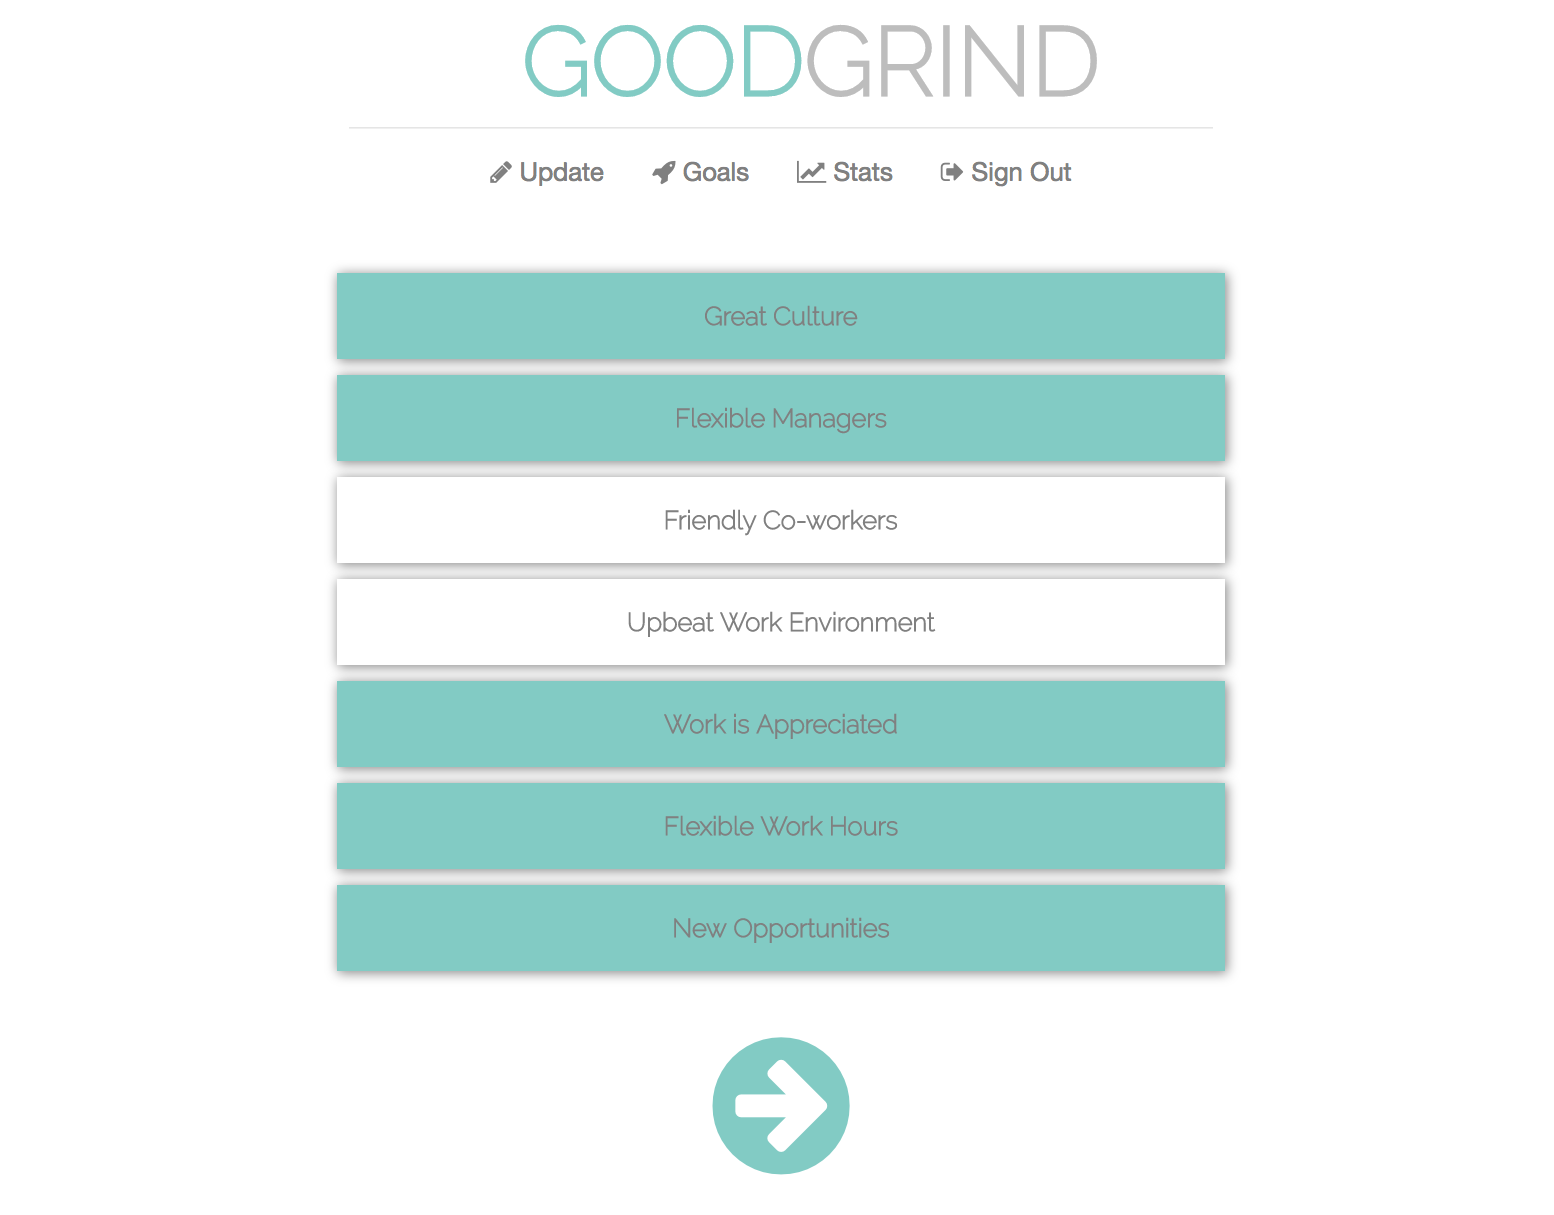 GOODGRIND
Update Goals Stats Sign Out
Great Culture
Flexible Managers
Friendly Co-workers
Upbeat Work Environment
Work is Appreciated
Flexible Work Hours
New Opportunities